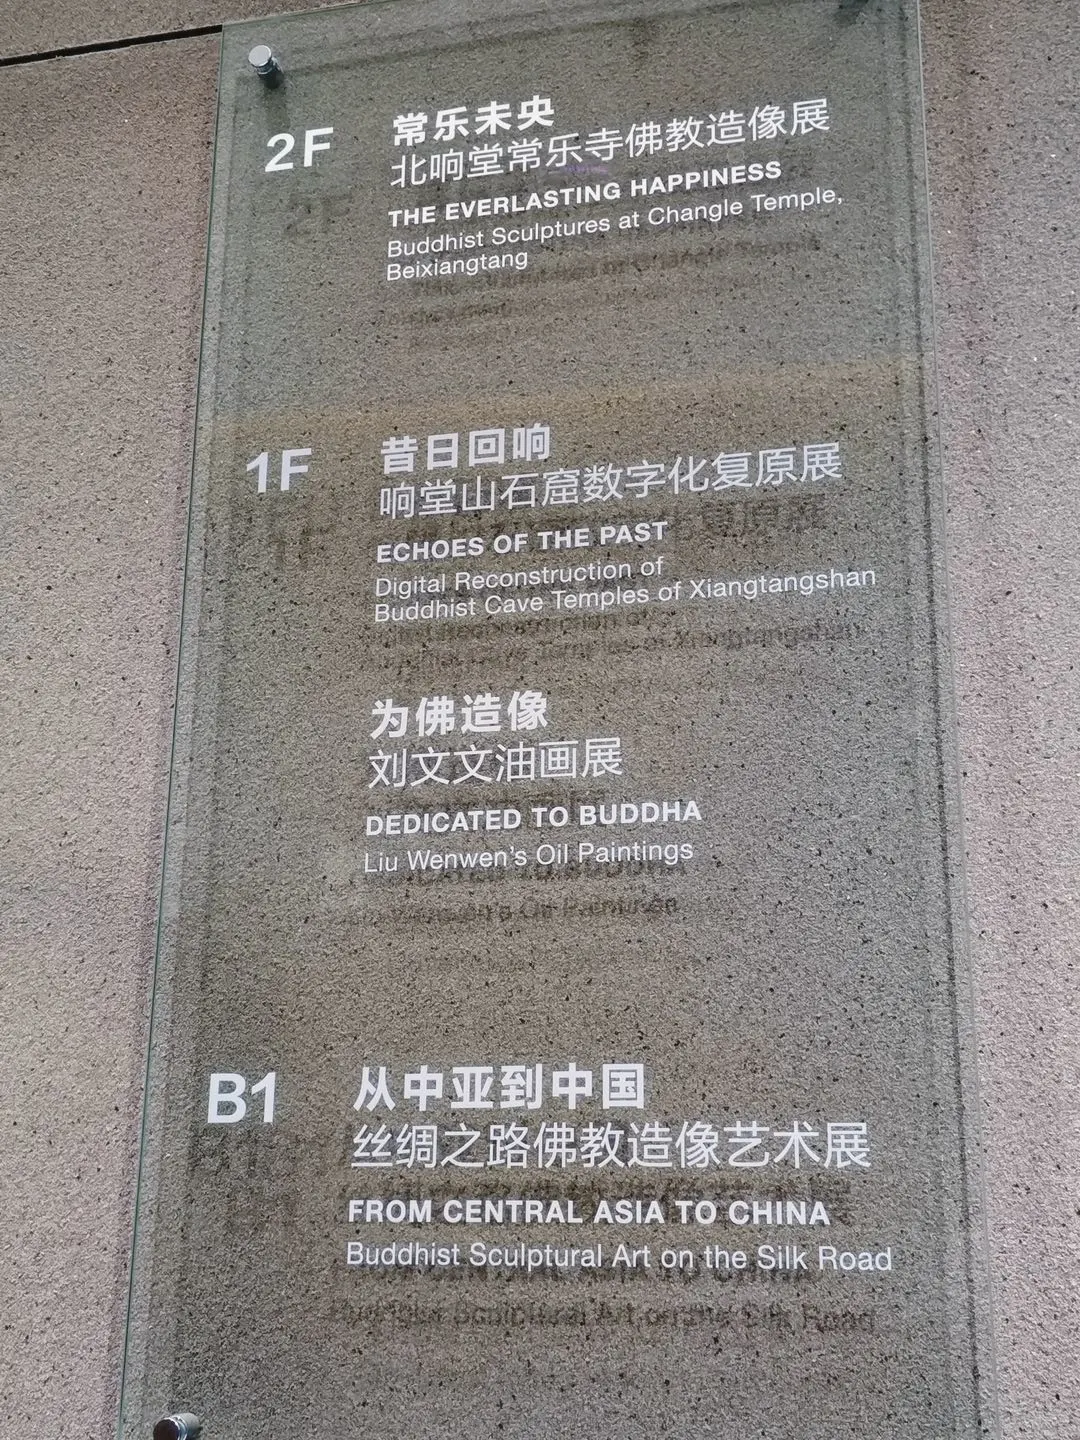 2F
常乐未央
北响堂常乐寺佛教造像展
THE EVERLASTING HAPPINESS
Buddhist Sculptures at Changle Temple,
Beixiangtang
1F
昔日回响
响堂山石窟数字化复原展
ECHOES OF THE PAST
Digital Reconstruction of
Buddhist Cave Temples of Xiangtangshan
为佛造像
刘文文油画展
DEDICATED TO BUDDHA
Liu Wenwen's Oil Paintings
B1
从中亚到中国
丝绸之路佛教造像艺术展
FROM CENTRAL ASIA TO CHINA
Buddhist Sculptural Art on the Silk Road